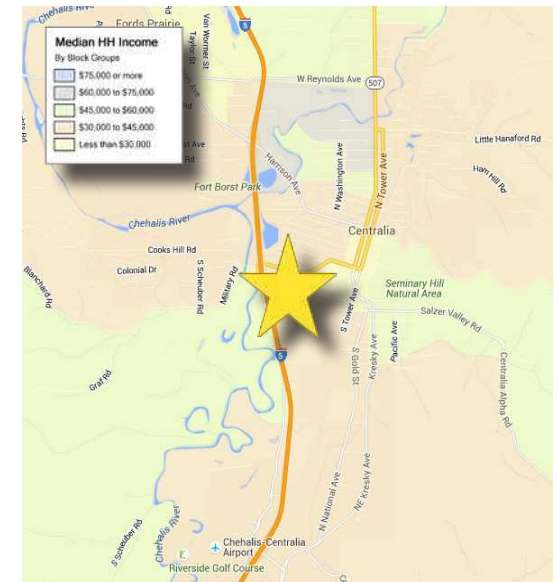 Chehalis River
Fords Prairie
Van Wormer St
Taylor St
5
Median HH Income
By Block Groups
$75,000 or more
$60,000 to $75,000
$45,000 to $60,000
$30,000 to $45,000
Less than $30,000
W Reynolds Ave
507
Rd
Ave
Rd
Harrison Ave
N Washington Ave
N Tower Ave
Little Hanaford Rd
Ham Hill Rd
Fort Borst Park
Chehalis River
Centralia
Cooks Hill Rd
Colonial Dr
S Scheuber Rd
Military Rd
Blanchard Rd
Seminary Hill
Natural Area
S Tower Ave
Salzer Valley Rd
Pacific Ave
Kresky Ave
S Gold St
5
Graf Rd
Centralia Alpha Rd
N National Ave
NE Kresky Ave
S Scheuber Rd
Chehalis River
Chehalis-Centralia
Airport
Riverside Golf Course